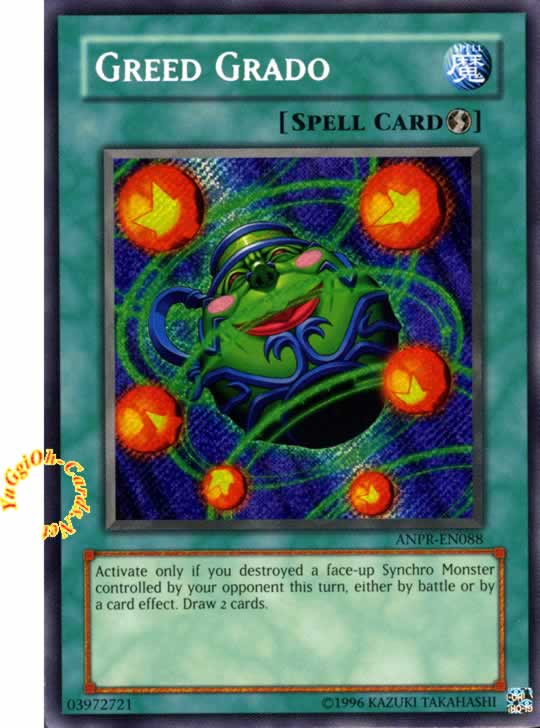 GREED GRADO
魔
[SPELL CARD]
YuGgiOh-Cards.Net
ANPR-EN088
Activate only if you destroyed a face-up Synchro Monster
controlled by your opponent this turn, either by battle or by
a card effect. Draw 2 cards.
03972721
©1996 KAZUKI TAKAHASHI